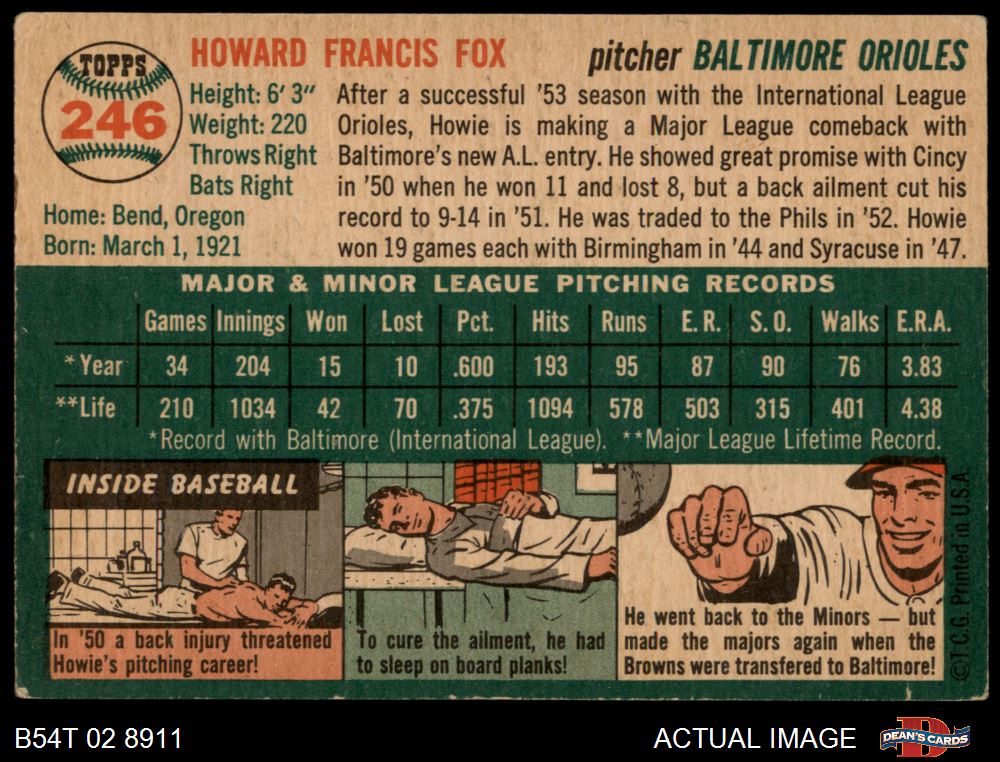 TOPPS
246
HOWARD FRANCIS FOX
pitcher BALTIMORE ORIOLES
Height: 6' 3"
Weight: 220
Throws Right
Bats Right
Home: Bend, Oregon
Born: March 1, 1921
After a successful '53 season with the International League
Orioles, Howie is making a Major League comeback with
Baltimore's new A.L. entry. He showed great promise with Cincy
in '50 when he won 11 and lost 8, but a back ailment cut his
record to 9-14 in '51. He was traded to the Phils in '52. Howie
won 19 games each with Birmingham in '44 and Syracuse in '47.
MAJOR & MINOR LEAGUE PITCHING RECORDS
Games Innings Won Lost Pct. Hits Runs E. R. S. O. Walks E.R.A.
*Year 34 204 15 10 .600 193 95 87 90 76 3.83
**Life 210 1034 42 70 .375 1094 578 503 315 401 4.38
*Record with Baltimore (International League). **Major League Lifetime Record.
INSIDE BASEBALL
In '50 a back injury threatened
Howie's pitching career!
To cure the ailment, he had
to sleep on board planks!
He went back to the Minors — but
made the majors again when the
Browns were transfered to Baltimore!
©T.C.G. Printed in U.S.A
B54T 02 8911
ACTUAL IMAGE
DEAN'S CARDS